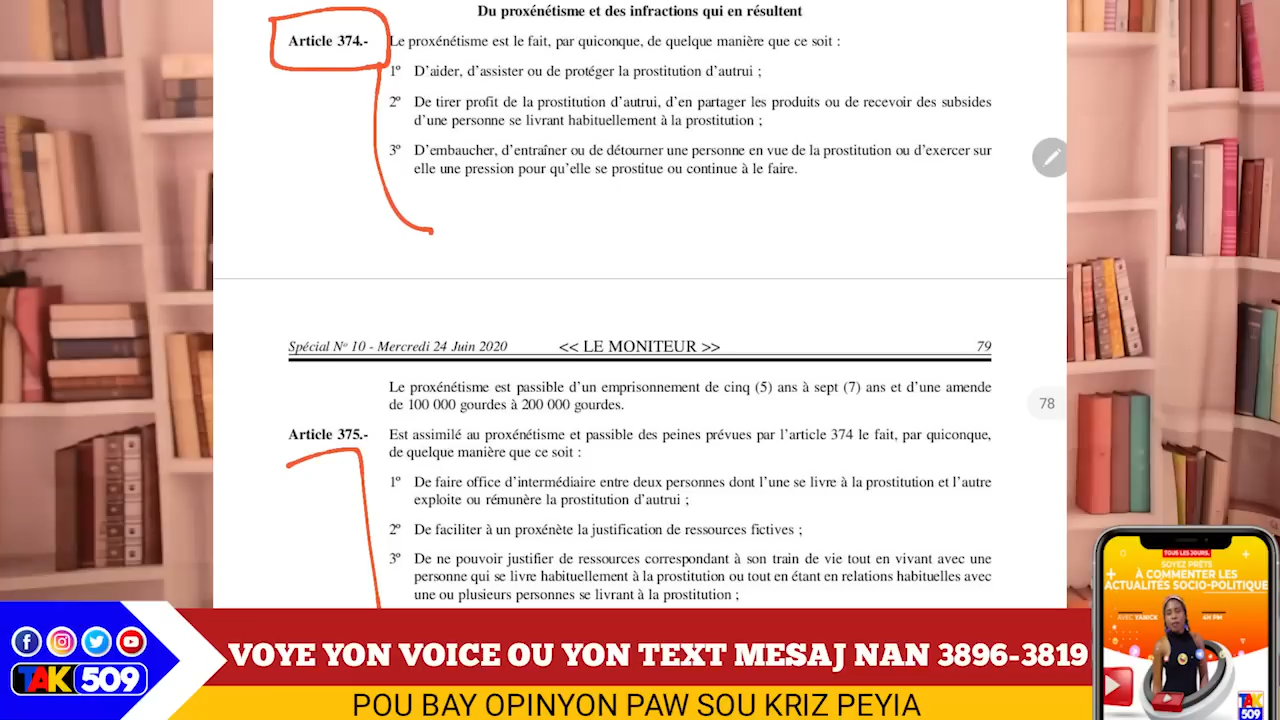 Du proxénétisme et des infractions qui en résultent
Article 374.- Le proxénétisme est le fait, par quiconque, de quelque manière que ce soit :
1º D’aider, d’assister ou de protéger la prostitution d’autrui ;
2º De tirer profit de la prostitution d’autrui, d’en partager les produits ou de recevoir des subsides
d’une personne se livrant habituellement à la prostitution ;
3º D’embaucher, d’entraîner ou de détourner une personne en vue de la prostitution ou d’exercer sur
elle une pression pour qu’elle se prostitue ou continue à le faire.
Spécial Nº 10 - Mercredi 24 Juin 2020 << LE MONITEUR >> 79
Le proxénétisme est passible d’un emprisonnement de cinq (5) ans à sept (7) ans et d’une amende
de 100 000 gourdes à 200 000 gourdes.
78
Article 375.- Est assimilé au proxénétisme et passible des peines prévues par l’article 374 le fait, par quiconque,
de quelque manière que ce soit :
1º De faire office d’intermédiaire entre deux personnes dont l’une se livre à la prostitution et l’autre
exploite ou rémunère la prostitution d’autrui ;
2º De faciliter à un proxénète la justification de ressources fictives ;
3º De ne pouvoir justifier de ressources correspondant à son train de vie tout en vivant avec une
personne qui se livre habituellement à la prostitution ou tout en étant en relations habituelles avec
une ou plusieurs personnes se livrant à la prostitution ;
TOUS LES JOURS,
SOYEZ PRÊTS
À COMMENTER LES
ACTUALITÉS SOCIO-POLITIQUE
AVEC YANICK
4H PM
TAK 509
TAK 509
VOYE YON VOICE OU YON TEXT MESAJ NAN 3896-3819
POU BAY OPINYON PAW SOU KRIZ PEYIA